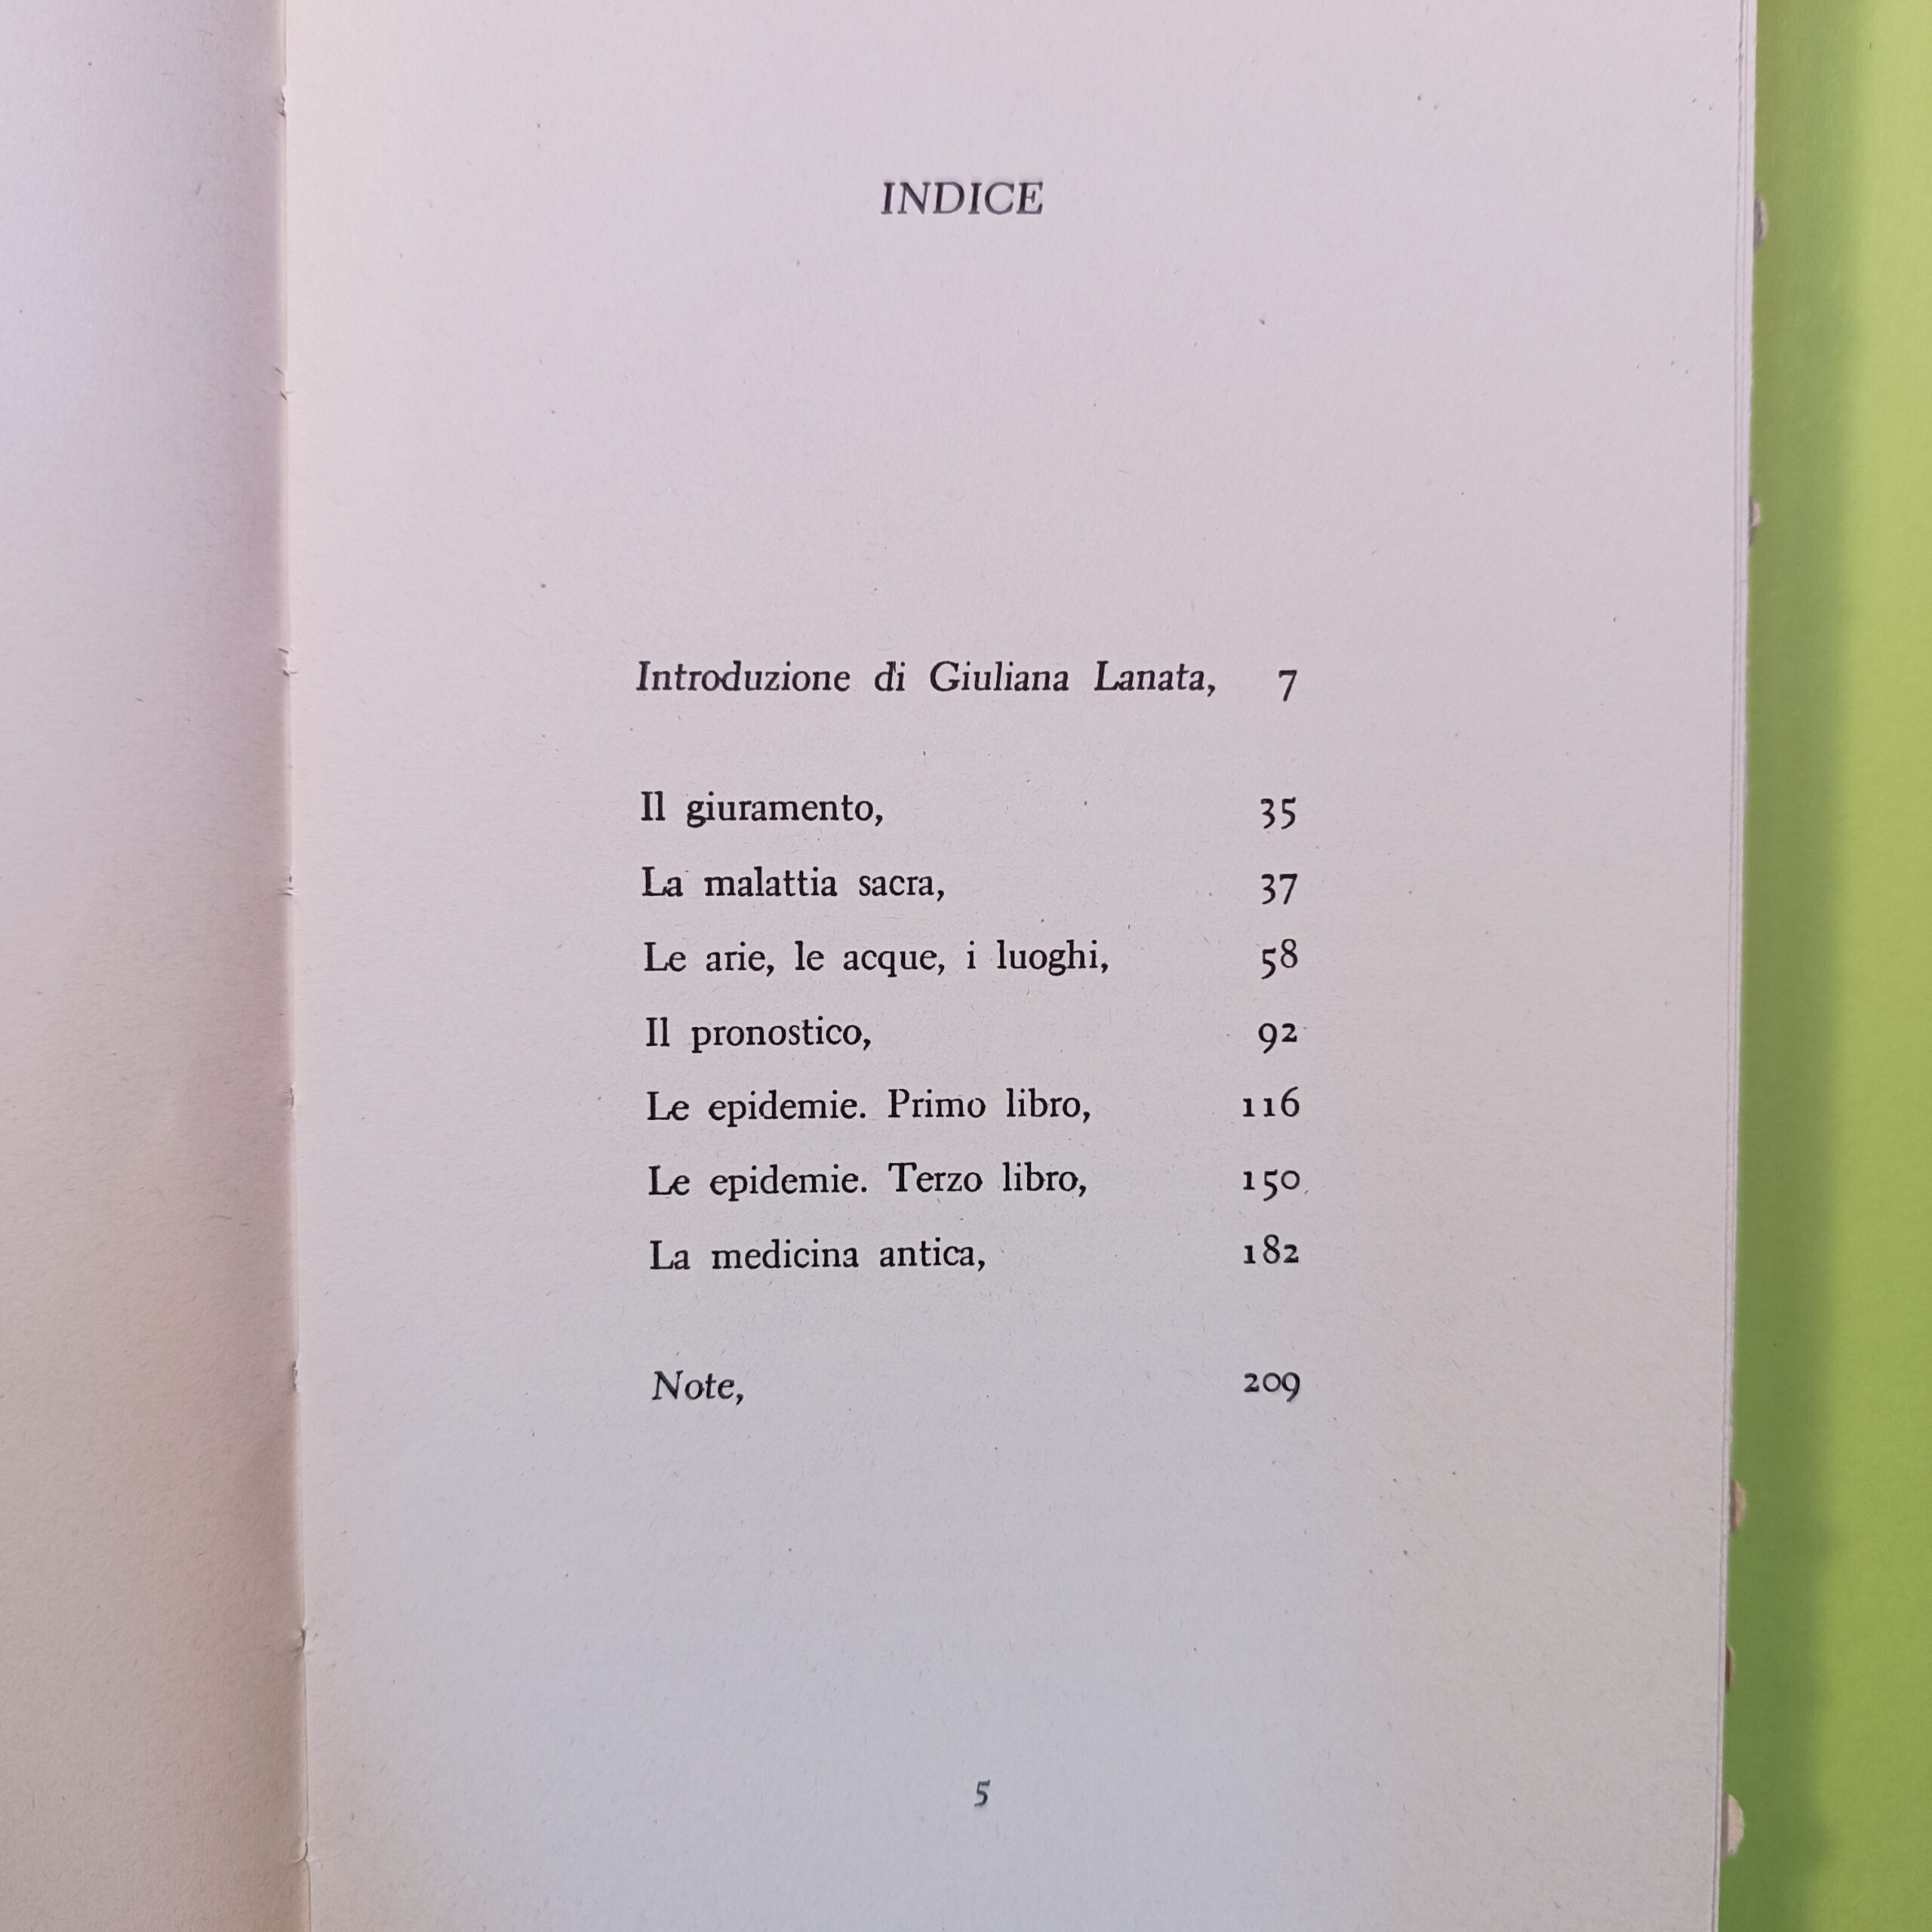 INDICE
Introduzione di Giuliana Lanata, 7
Il giuramento, 35
La malattia sacra, 37
Le arie, le acque, i luoghi, 58
Il pronostico, 92
Le epidemie. Primo libro, 116
Le epidemie. Terzo libro, 150
La medicina antica, 182
Note, 209
5